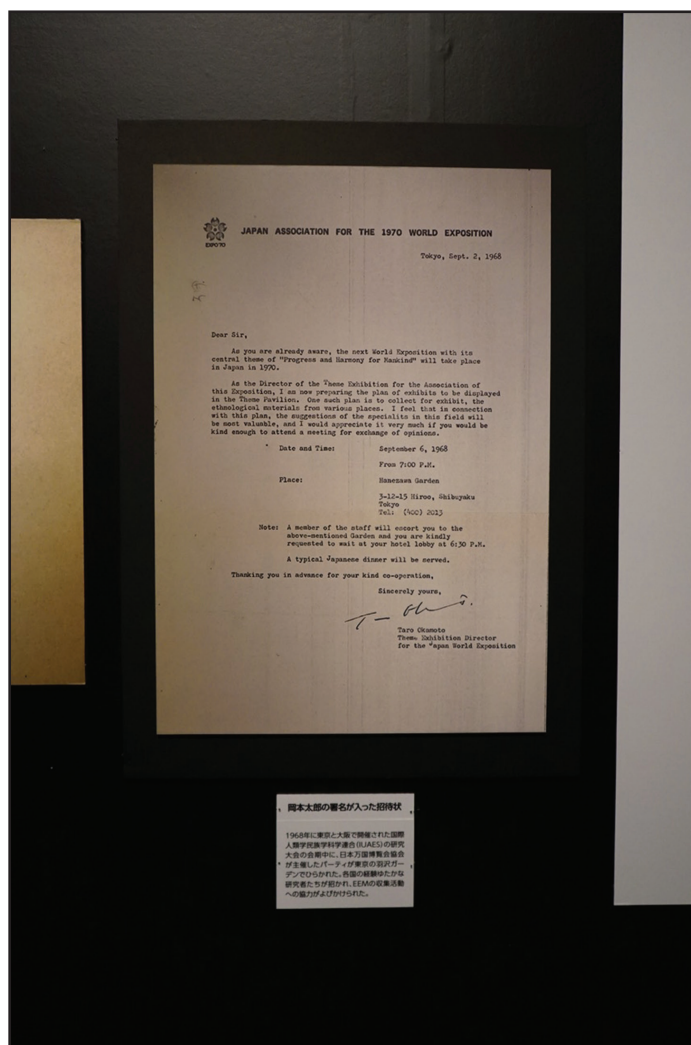 EXPO'70
JAPAN ASSOCIATION FOR THE 1970 WORLD EXPOSITION
Tokyo, Sept. 2, 1968
Dear Sir,
As you are already aware, the next World Exposition with its
central theme of "Progress and Harmony for Mankind" will take place
in Japan in 1970.
As the Director of the Theme Exhibition for the Association of
this Exposition, I am now preparing the plan of exhibits to be displayed
in the Theme Pavilion. One such plan is to collect for exhibit, the
ethnological materials from various places. I feel that in connection
with this plan, the suggestions of the specialits in this field will
be most valuable, and I would appreciate it very much if you would be
kind enough to attend a meeting for exchange of opinions.
Date and Time: September 6, 1968
From 7:00 P.M.
Place: Hanezawa Garden
3-12-15 Hiroo, Shibuyaku
Tokyo
Tel: (400) 2013
Note: A member of the staff will escort you to the
above-mentioned Garden and you are kindly
requested to wait at your hotel lobby at 6:30 P.M.
A typical Japanese dinner will be served.
Thanking you in advance for your kind co-operation,
Sincerely yours,
Taro Okamoto
Theme Exhibition Director
for the Japan World Exposition
岡本太郎の署名が入った招待状
1968年に東京と大阪で開催された国際
人類学民族学科学連合(IUAES)の研究
大会の会期中に、日本万国博覧会協会
が主催したパーティが東京の羽沢ガー
デンでひらかれた。各国の経験ゆたかな
研究者たちが招かれ、EEMの収集活動
への協力がよびかけられた。